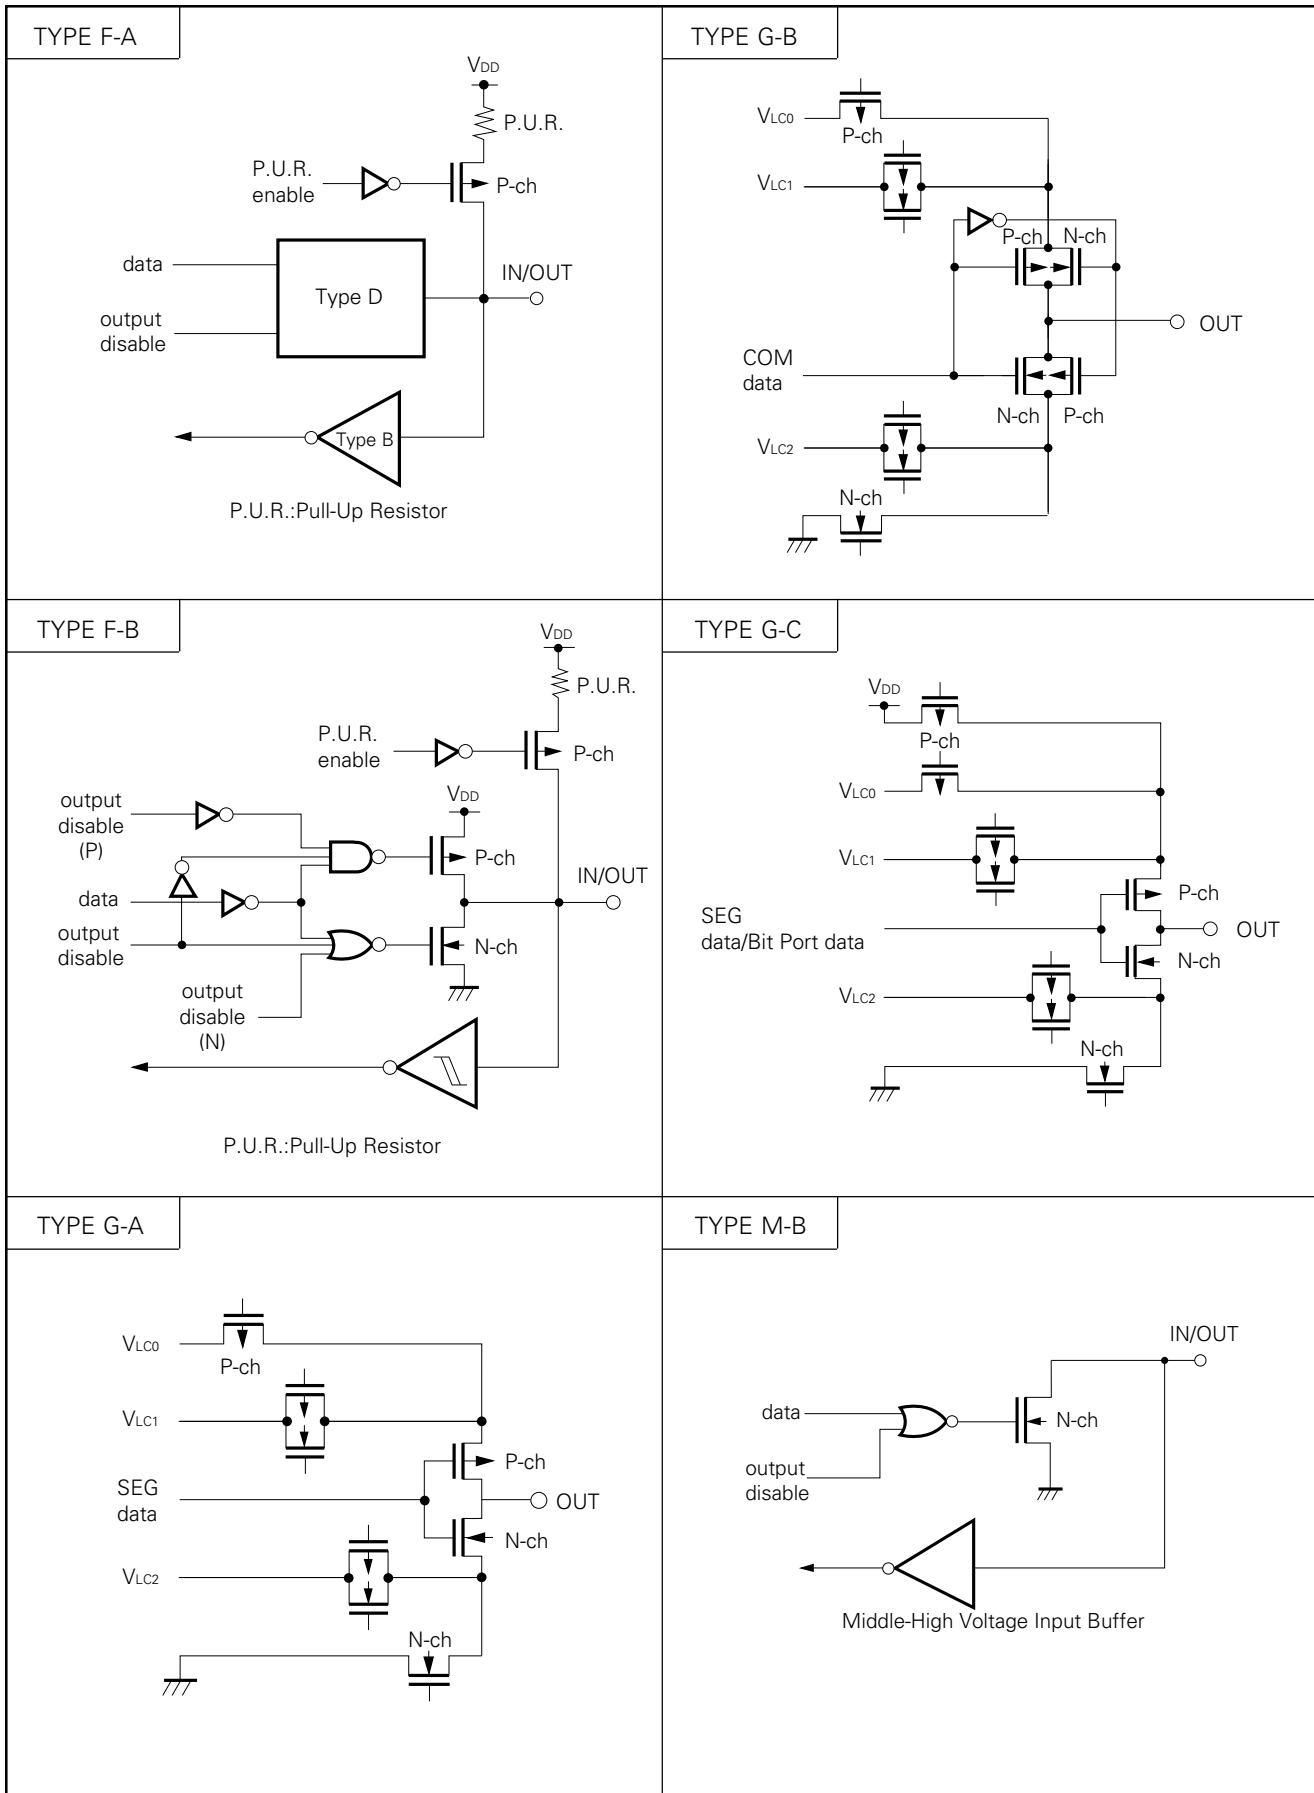 TYPE F-A
VDD
P.U.R.
P.U.R.
enable
P-ch
data
output
disable
Type D
IN/OUT
Type B
P.U.R.:Pull-Up Resistor
TYPE G-B
VLC0
P-ch
VLC1
P-ch
N-ch
OUT
COM
data
N-ch
P-ch
VLC2
N-ch
TYPE F-B
VDD
P.U.R.
P.U.R.
enable
P-ch
output
disable
(P)
VDD
P-ch
IN/OUT
data
output
disable
N-ch
output
disable
(N)
P.U.R.:Pull-Up Resistor
TYPE G-C
VDD
P-ch
VLC0
VLC1
P-ch
SEG
data/Bit Port data
OUT
N-ch
VLC2
N-ch
TYPE G-A
VLC0
P-ch
VLC1
P-ch
SEG
data
OUT
N-ch
VLC2
N-ch
TYPE M-B
IN/OUT
data
N-ch
output
disable
Middle-High Voltage Input Buffer